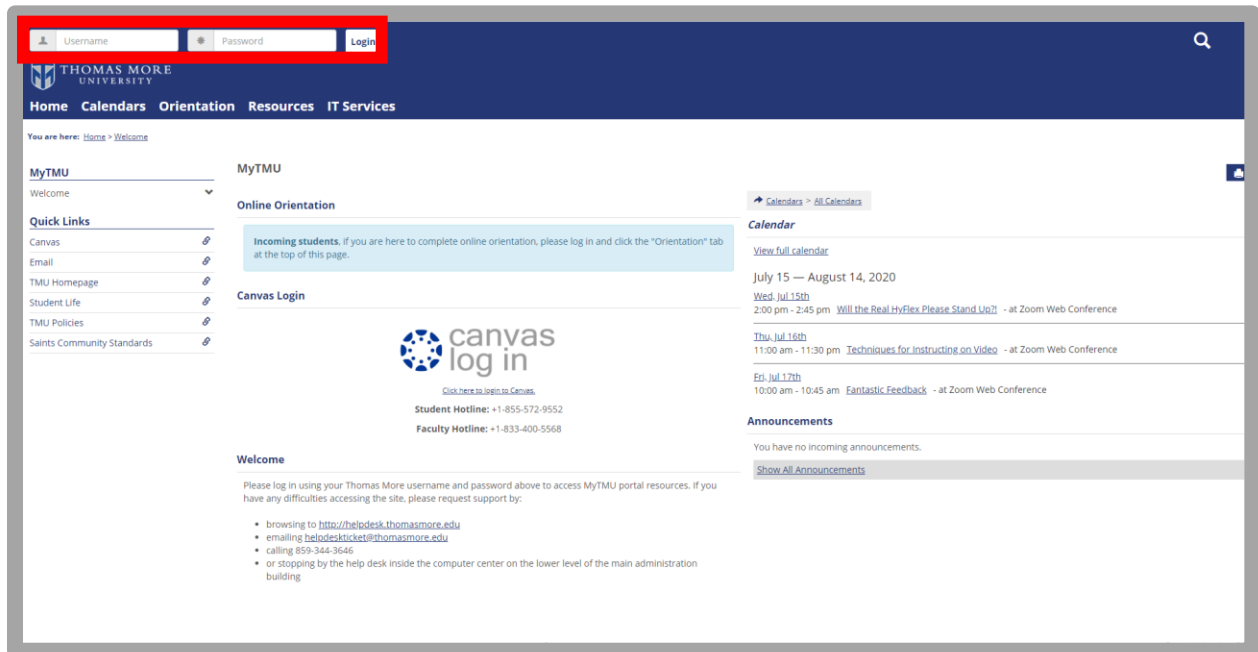 Username
Password
Login
THOMAS MORE
UNIVERSITY
Home Calendars Orientation Resources IT Services
You are here: Home > Welcome
MyTMU
Welcome
Quick Links
Canvas
Email
TMU Homepage
Student Life
TMU Policies
Saints Community Standards
MyTMU
Online Orientation
Incoming students, if you are here to complete online orientation, please log in and click the "Orientation" tab
at the top of this page.
Canvas Login
canvas
log in
Click here to login to Canvas.
Student Hotline: +1-855-572-9552
Faculty Hotline: +1-833-400-5568
Welcome
Please log in using your Thomas More username and password above to access MyTMU portal resources. If you
have any difficulties accessing the site, please request support by:
• browsing to http://helpdesk.thomasmore.edu
• emailing helpdeskticket@thomasmore.edu
• calling 859-344-3646
• or stopping by the help desk inside the computer center on the lower level of the main administration
building
Calendars > All Calendars
Calendar
View full calendar
July 15 — August 14, 2020
Wed, Jul 15th
2:00 pm - 2:45 pm Will the Real HyFlex Please Stand Up?! - at Zoom Web Conference
Thu, Jul 16th
11:00 am - 11:30 pm Techniques for Instructing on Video - at Zoom Web Conference
Fri, Jul 17th
10:00 am - 10:45 am Fantastic Feedback - at Zoom Web Conference
Announcements
You have no incoming announcements.
Show All Announcements